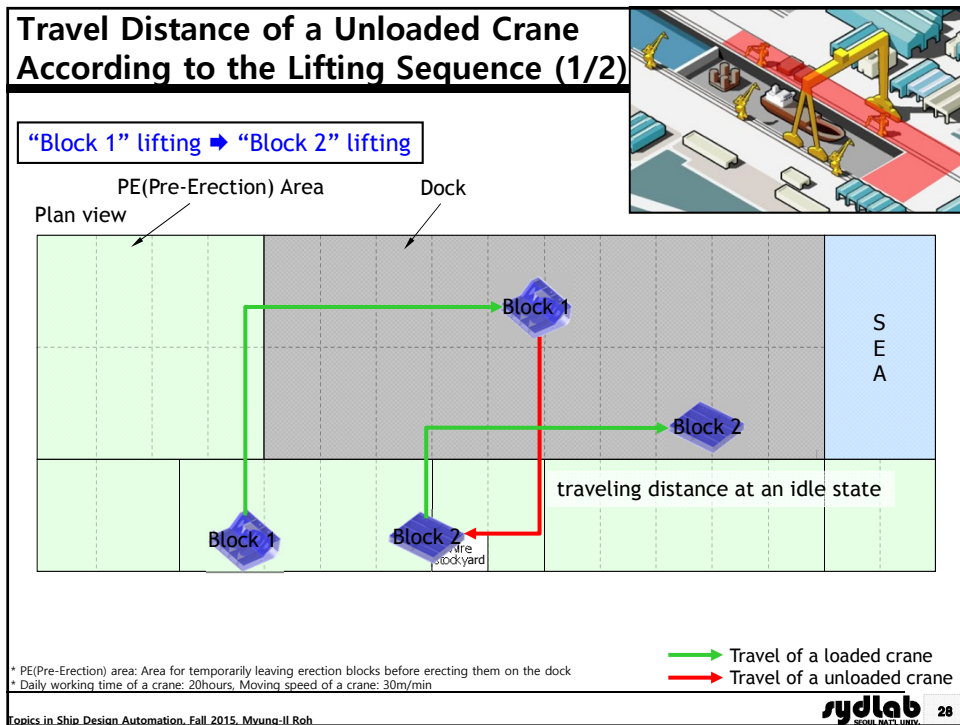 Travel Distance of a Unloaded Crane
According to the Lifting Sequence (1/2)
“Block 1” lifting ➡ “Block 2” lifting
PE(Pre-Erection) Area
Dock
Plan view
Block 1
S
E
A
Block 2
traveling distance at an idle state
Block 1
Block 2
Wire
stockyard
* PE(Pre-Erection) area: Area for temporarily leaving erection blocks before erecting them on the dock
* Daily working time of a crane: 20hours, Moving speed of a crane: 30m/min
Travel of a loaded crane
Travel of a unloaded crane
Topics in Ship Design Automation, Fall 2015, Myung-Il Roh
sydlab
SEOUL NAT'L UNIV.
28